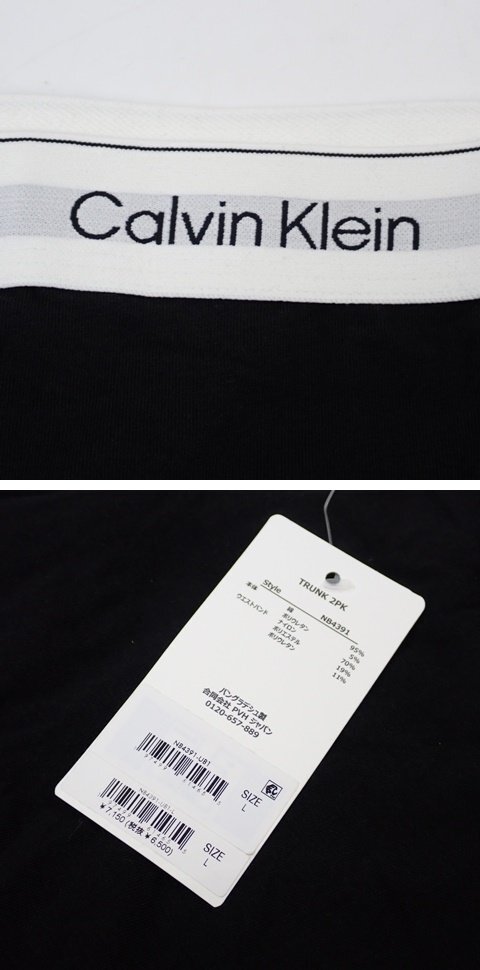 Calvin Klein
TRUNK 2PK
Style NB4391
本体 綿 95%
ポリウレタン 5%
ウエストバンド ナイロン 70%
ポリエステル 19%
ポリウレタン 11%
バングラデシュ製
合同会社 PVH ジャパン
0120-657-889
NB4391-UB1
SIZE
L
NB4391-UB1-L
SIZE
L
¥7,150 (税抜 ¥6,500)